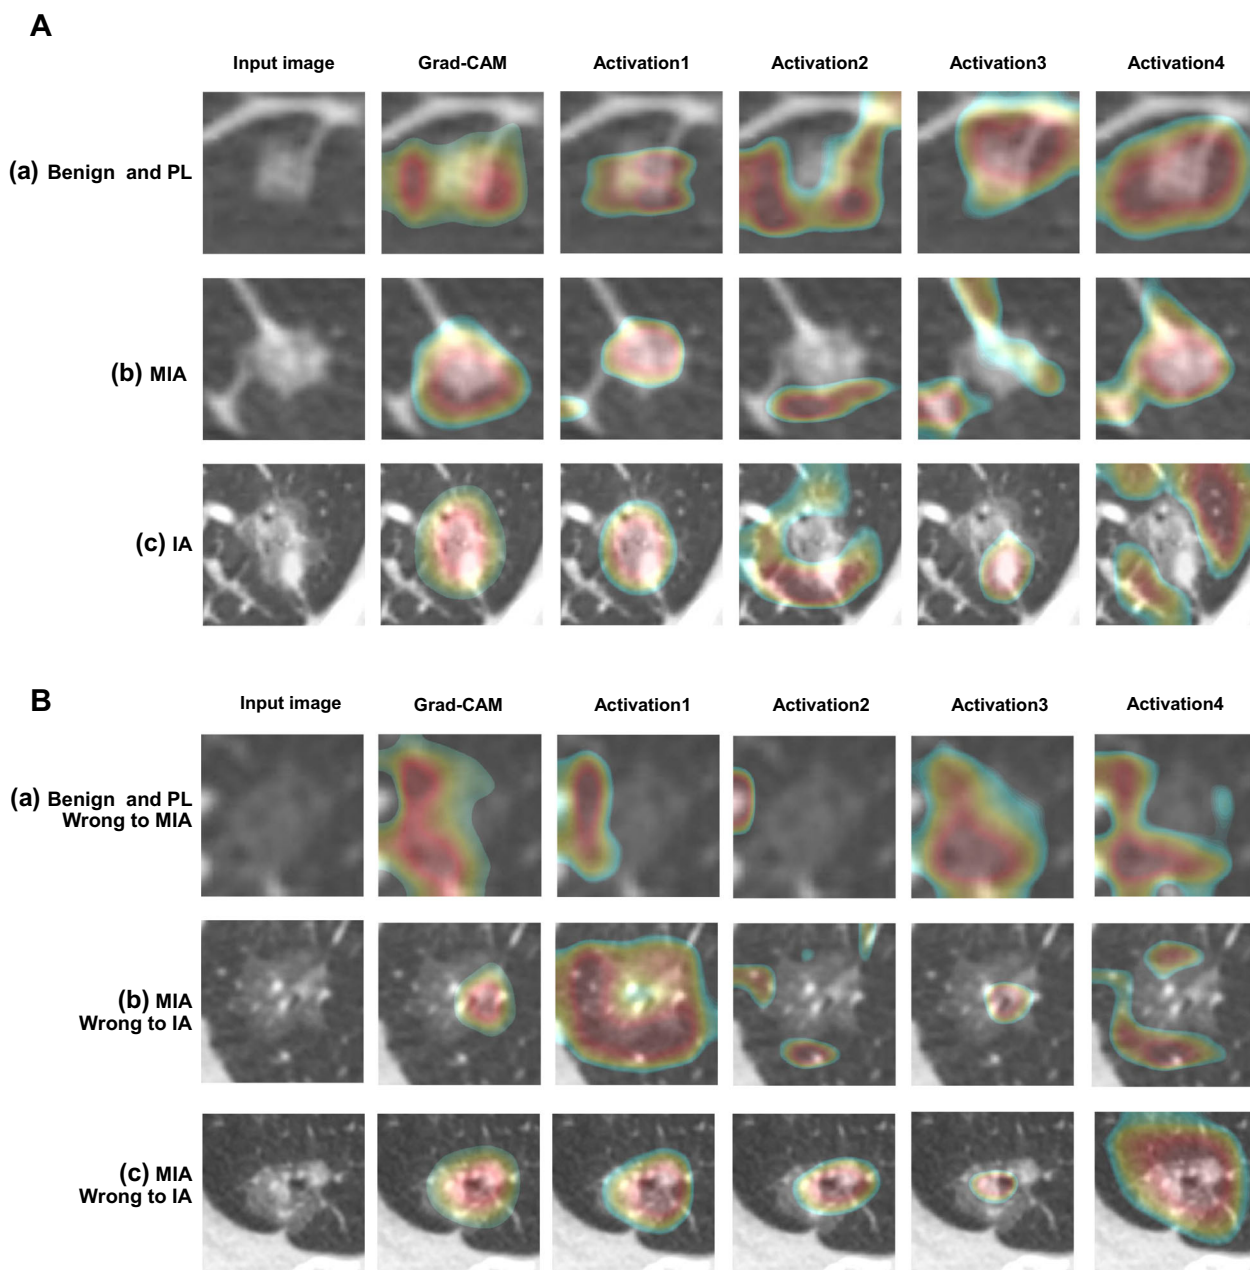 A
Input image Grad-CAM Activation1 Activation2 Activation3 Activation4
(a) Benign and PL
(b) MIA
(c) IA
B
Input image Grad-CAM Activation1 Activation2 Activation3 Activation4
(a) Benign and PL
Wrong to MIA
(b) MIA
Wrong to IA
(c) MIA
Wrong to IA